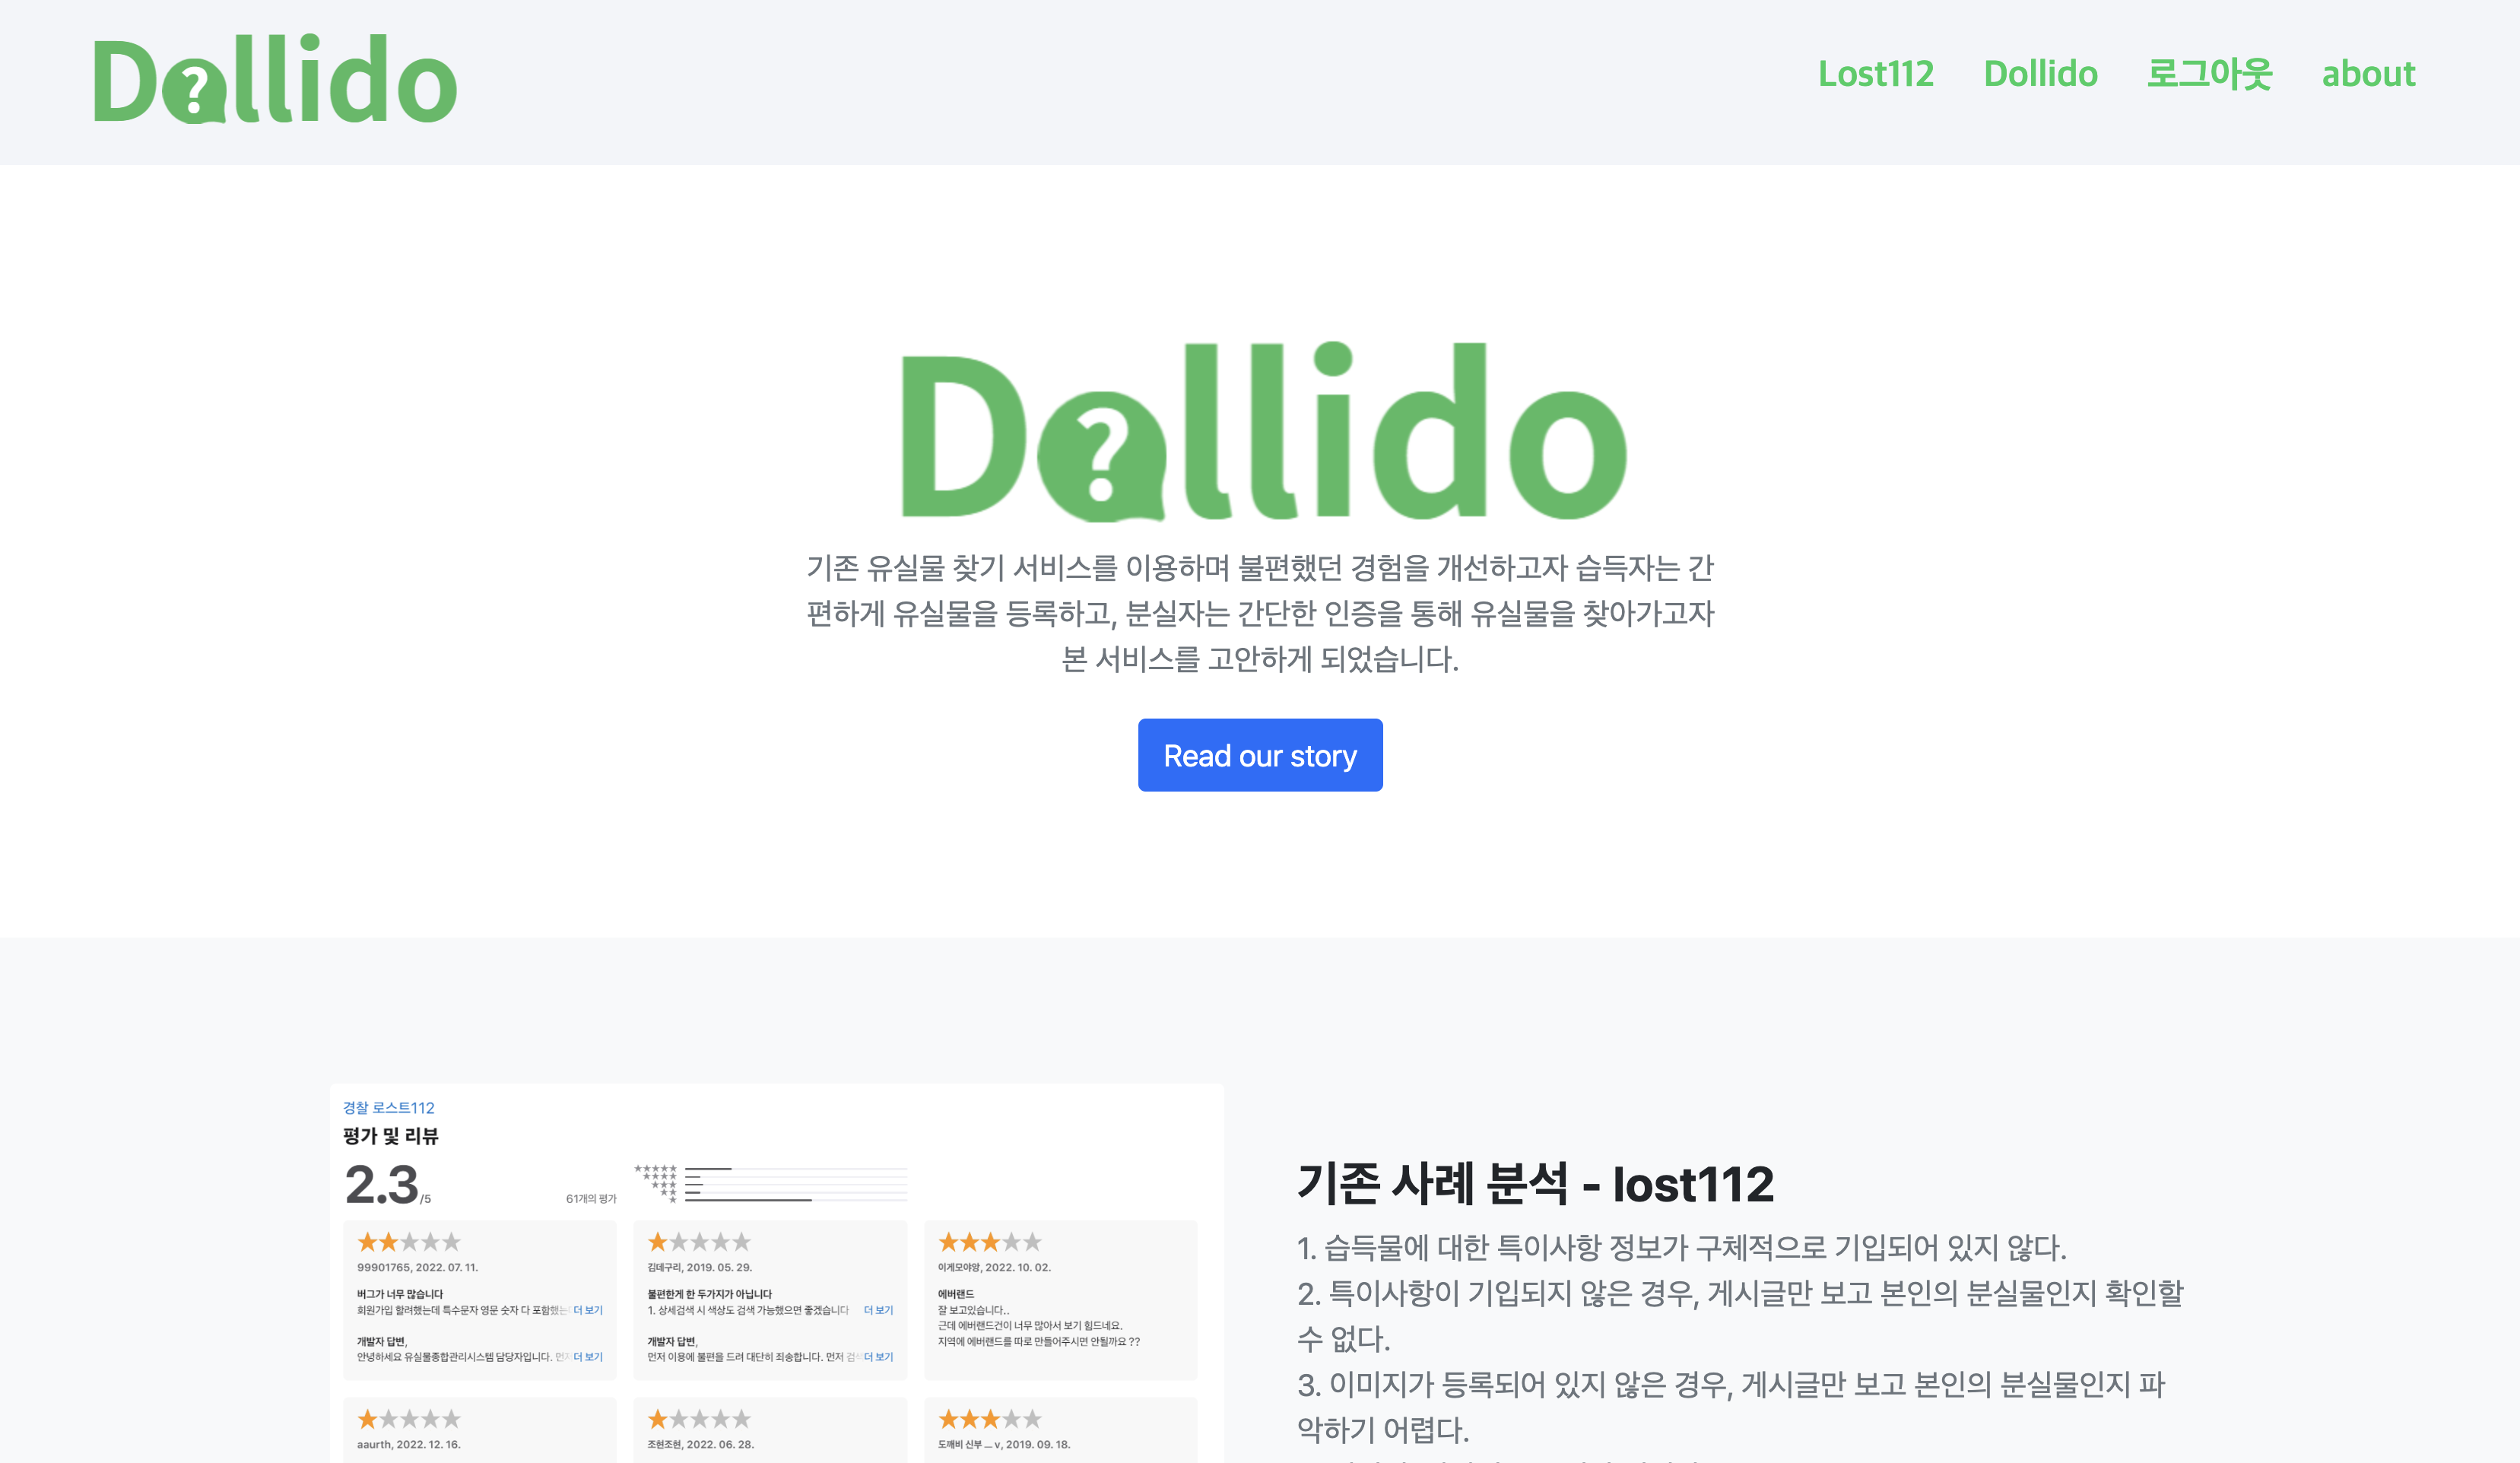 Dollido
Lost112 Dollido 로그아웃 about
Dollido
기존 유실물 찾기 서비스를 이용하며 불편했던 경험을 개선하고자 습득자는 간
편하게 유실물을 등록하고, 분실자는 간단한 인증을 통해 유실물을 찾아가고자
본 서비스를 고안하게 되었습니다.
Read our story
경찰 로스트112
평가 및 리뷰
2.3/5
61개의 평가
99901765, 2022. 07. 11.
버그가 너무 많습니다
회원가입 할려했는데 특수문자 영문 숫자 다 포함했는 더 보기
개발자 답변,
안녕하세요 유실물종합관리시스템 담당자입니다. 먼저 더 보기
김데구리, 2019. 05. 29.
불편한게 한 두가지가 아닙니다
1. 상세검색 시 색상도 검색 가능했으면 좋겠습니다 더 보기
개발자 답변,
먼저 이용에 불편을 드려 대단히 죄송합니다. 먼저 검색 더 보기
이게모야앙, 2022. 10. 02.
에버랜드
잘 보고있습니다..
근데 에버랜드건이 너무 많아서 보기 힘드네요.
지역에 에버랜드를 따로 만들어주시면 안될까요 ??
aaurth, 2022. 12. 16.
조현조현, 2022. 06. 28.
도깨비 신부 ㅡ v, 2019. 09. 18.
기존 사례 분석 - lost112
1. 습득물에 대한 특이사항 정보가 구체적으로 기입되어 있지 않다.
2. 특이사항이 기입되지 않은 경우, 게시글만 보고 본인의 분실물인지 확인할
수 없다.
3. 이미지가 등록되어 있지 않은 경우, 게시글만 보고 본인의 분실물인지 파
악하기 어렵다.